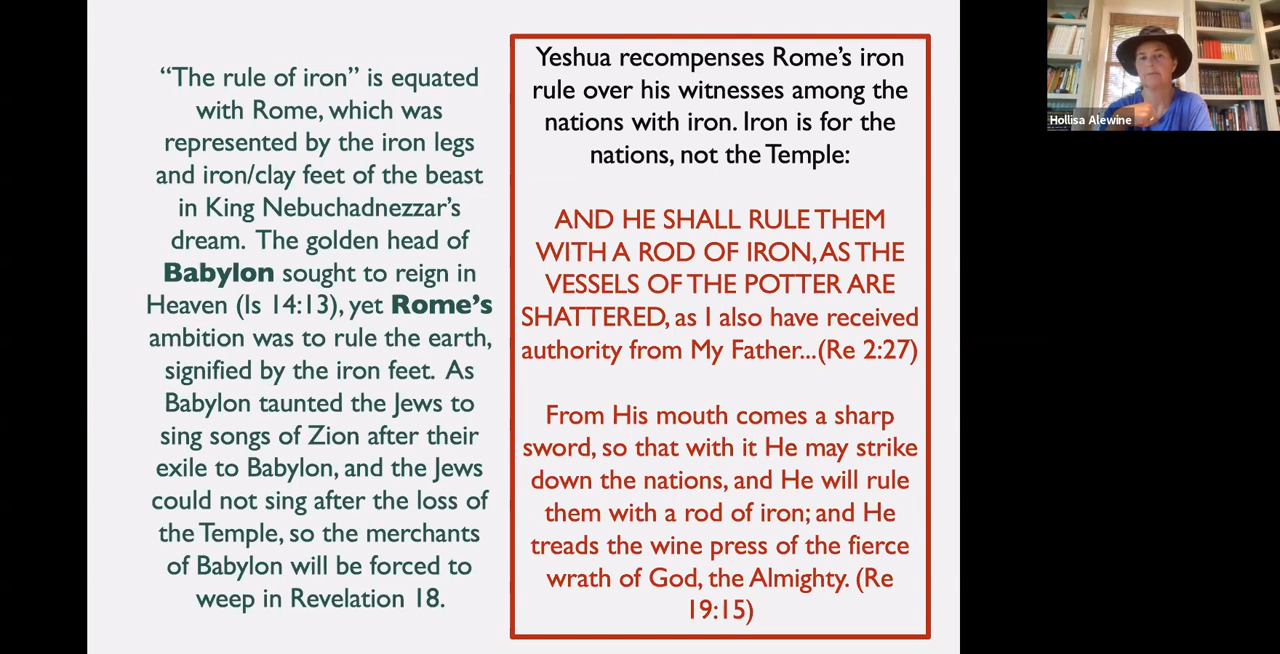 “The rule of iron” is equated
with Rome, which was
represented by the iron legs
and iron/clay feet of the beast
in King Nebuchadnezzar’s
dream. The golden head of
Babylon sought to reign in
Heaven (Is 14:13), yet Rome’s
ambition was to rule the earth,
signified by the iron feet. As
Babylon taunted the Jews to
sing songs of Zion after their
exile to Babylon, and the Jews
could not sing after the loss of
the Temple, so the merchants
of Babylon will be forced to
weep in Revelation 18.
Yeshua recompenses Rome’s iron
rule over his witnesses among the
nations with iron. Iron is for the
nations, not the Temple:
AND HE SHALL RULE THEM
WITH A ROD OF IRON, AS THE
VESSELS OF THE POTTER ARE
SHATTERED, as I also have received
authority from My Father...(Re 2:27)
From His mouth comes a sharp
sword, so that with it He may strike
down the nations, and He will rule
them with a rod of iron; and He
treads the wine press of the fierce
wrath of God, the Almighty. (Re
19:15)
Hollisa Alewine